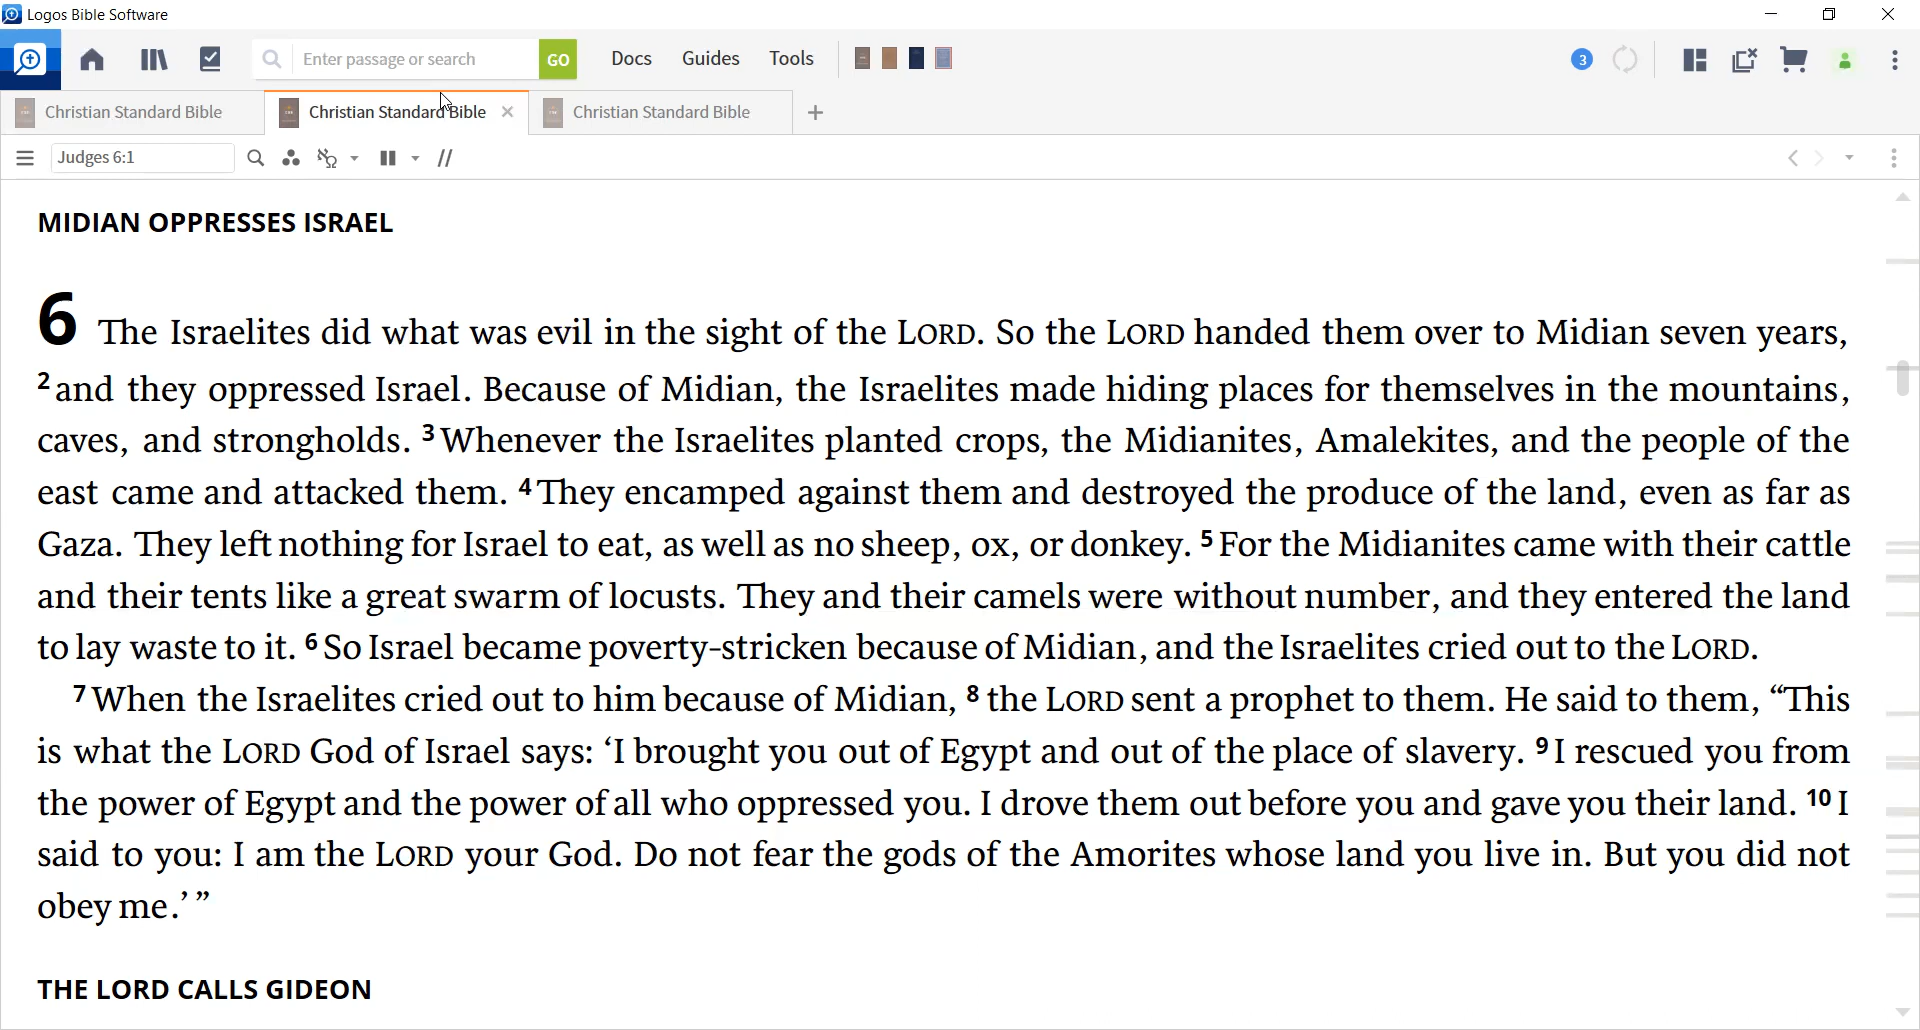 Logos Bible Software
Enter passage or search GO Docs Guides Tools 3
Christian Standard Bible Christian Standard Bible Christian Standard Bible
Judges 6:1
MIDIAN OPPRESSES ISRAEL
6 The Israelites did what was evil in the sight of the LORD. So the LORD handed them over to Midian seven years,
2 and they oppressed Israel. Because of Midian, the Israelites made hiding places for themselves in the mountains,
caves, and strongholds. 3 Whenever the Israelites planted crops, the Midianites, Amalekites, and the people of the
east came and attacked them. 4 They encamped against them and destroyed the produce of the land, even as far as
Gaza. They left nothing for Israel to eat, as well as no sheep, ox, or donkey. 5 For the Midianites came with their cattle
and their tents like a great swarm of locusts. They and their camels were without number, and they entered the land
to lay waste to it. 6 So Israel became poverty-stricken because of Midian, and the Israelites cried out to the LORD.
7 When the Israelites cried out to him because of Midian, 8 the LORD sent a prophet to them. He said to them, “This
is what the LORD God of Israel says: ‘I brought you out of Egypt and out of the place of slavery. 9 I rescued you from
the power of Egypt and the power of all who oppressed you. I drove them out before you and gave you their land. 10 I
said to you: I am the LORD your God. Do not fear the gods of the Amorites whose land you live in. But you did not
obey me.’ ”
THE LORD CALLS GIDEON